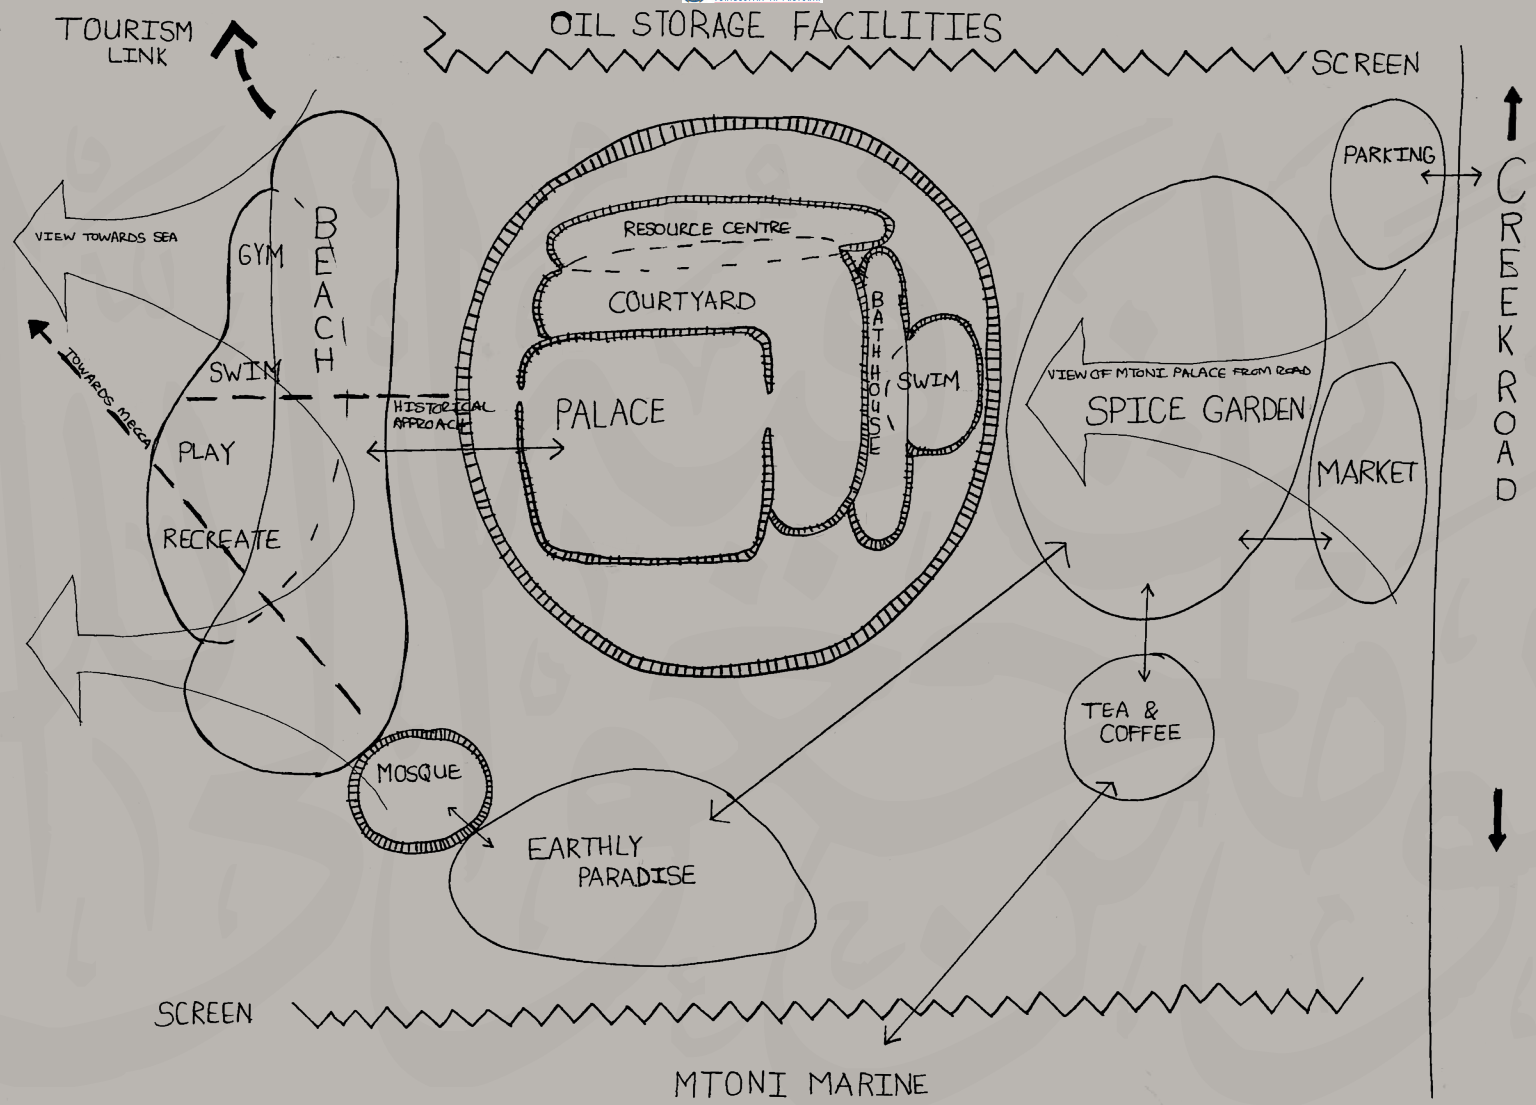 TOURISM
LINK
OIL STORAGE FACILITIES
SCREEN
PARKING
CREEK ROAD
VIEW TOWARDS SEA
GYM
BEACH
RESOURCE CENTRE
COURTYARD
BATHHOUSE
SWIM
TOWARDS MECCA
SWIM
HISTORICAL
APPROACH
PALACE
VIEW OF MTONI PALACE FROM ROAD
SPICE GARDEN
MARKET
PLAY
RECREATE
TEA &
COFFEE
MOSQUE
EARTHLY
PARADISE
SCREEN
MTONI MARINE